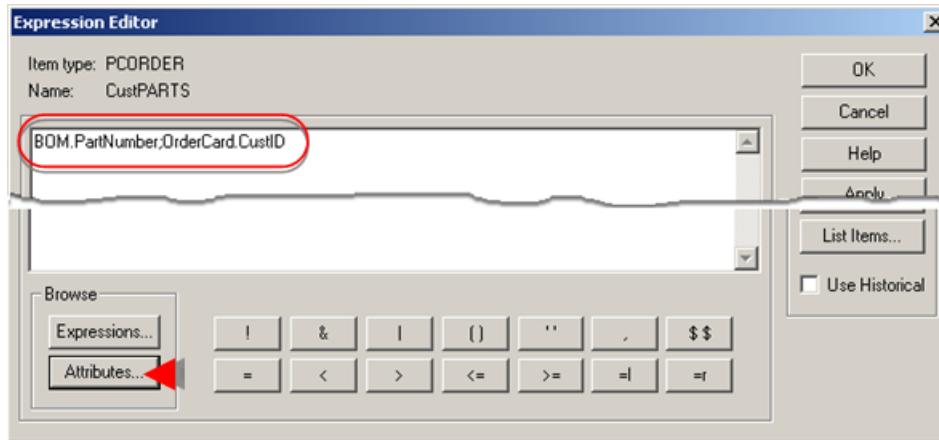 Expression Editor
Item type: PCORDER
Name: CustPARTS
BOM.PartNumber;OrderCard.CustID
OK
Cancel
Help
Apply
List Items...
Use Historical
Browse
Expressions...
Attributes...
! & | () '' , $$
= < > <= >= =l =r